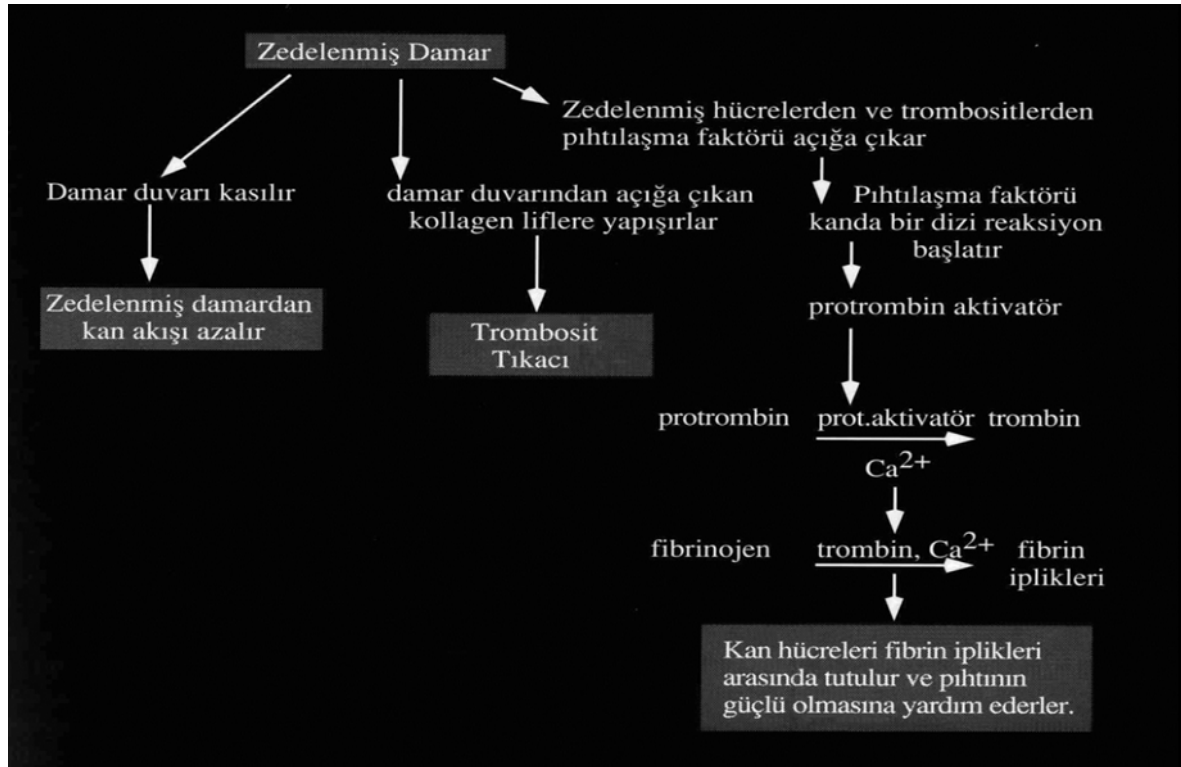 Zedelenmiş Damar
Zedelenmiş hücrelerden ve trombositlerden
pıhtılaşma faktörü açığa çıkar
Damar duvarı kasılır
damar duvarından açığa çıkan
kollagen liflere yapışırlar
Pıhtılaşma faktörü
kanda bir dizi reaksiyon
başlatır
Zedelenmiş damardan
kan akışı azalır
Trombosit
Tıkacı
protrombin aktivatör
protrombin prot.aktivatör trombin
Ca2+
fibrinojen trombin, Ca2+ fibrin
iplikleri
Kan hücreleri fibrin iplikleri
arasında tutulur ve pıhtının
güçlü olmasına yardım ederler.